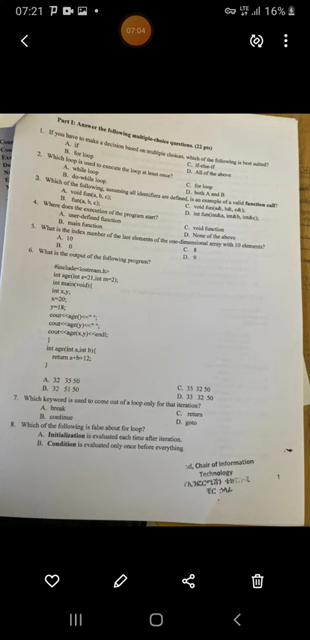 07:21
LTE
16%
07:04
Part I: Answer the following multiple-choice questions. (22 pts)
1. If you have to make a decision based on multiple choices, which of the following is best suited?
A. if
B. for loop
C. if-else-if
D. All of the above
2. Which loop is used to execute the loop at least once?
A. while loop
B. do-while loop
C. for loop
D. both A and B
3. Which of the following, assuming all identifiers are defined, is an example of a valid function call?
A. void fun(a, b, c);
B. fun(a, b, c);
C. void fun(
D. int fun(
4. Where does the execution of the program start?
A. user-defined function
B. main function
C. void function
D. None of the above
5. What is the index number of the last elements of the one-dimensional array with 10 elements?
A. 10
B. 0
C. 8
D. 9
6. What is the output of the following program?
#include<iostream.h>
int age(int a=21,int m=2);
int main(void){
int x,y;
x=20;
y=18;
cout<<age()<<" ";
cout<<age(y)<<" ";
cout<<age(x,y)<<endl;
}
int age(int a,int b){
return a+b+12;
}
A. 32 35 50
B. 32 51 50
C. 35 32 50
D. 33 32 50
7. Which keyword is used to come out of a loop only for that iteration?
A. break
B. continue
C. return
D. goto
8. Which of the following is false about for loop?
A. Initialization is evaluated each time after iteration.
B. Condition is evaluated only once before everything.
Chair of Information
Technology
1